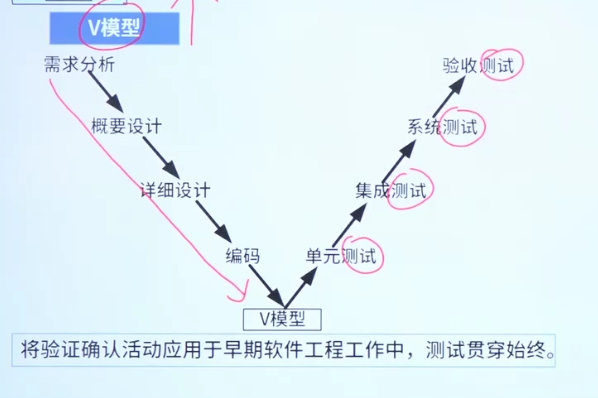 V模型
需求分析
验收测试
概要设计
系统测试
详细设计
集成测试
编码
单元测试
V模型
将验证确认活动应用于早期软件工程工作中，测试贯穿始终。